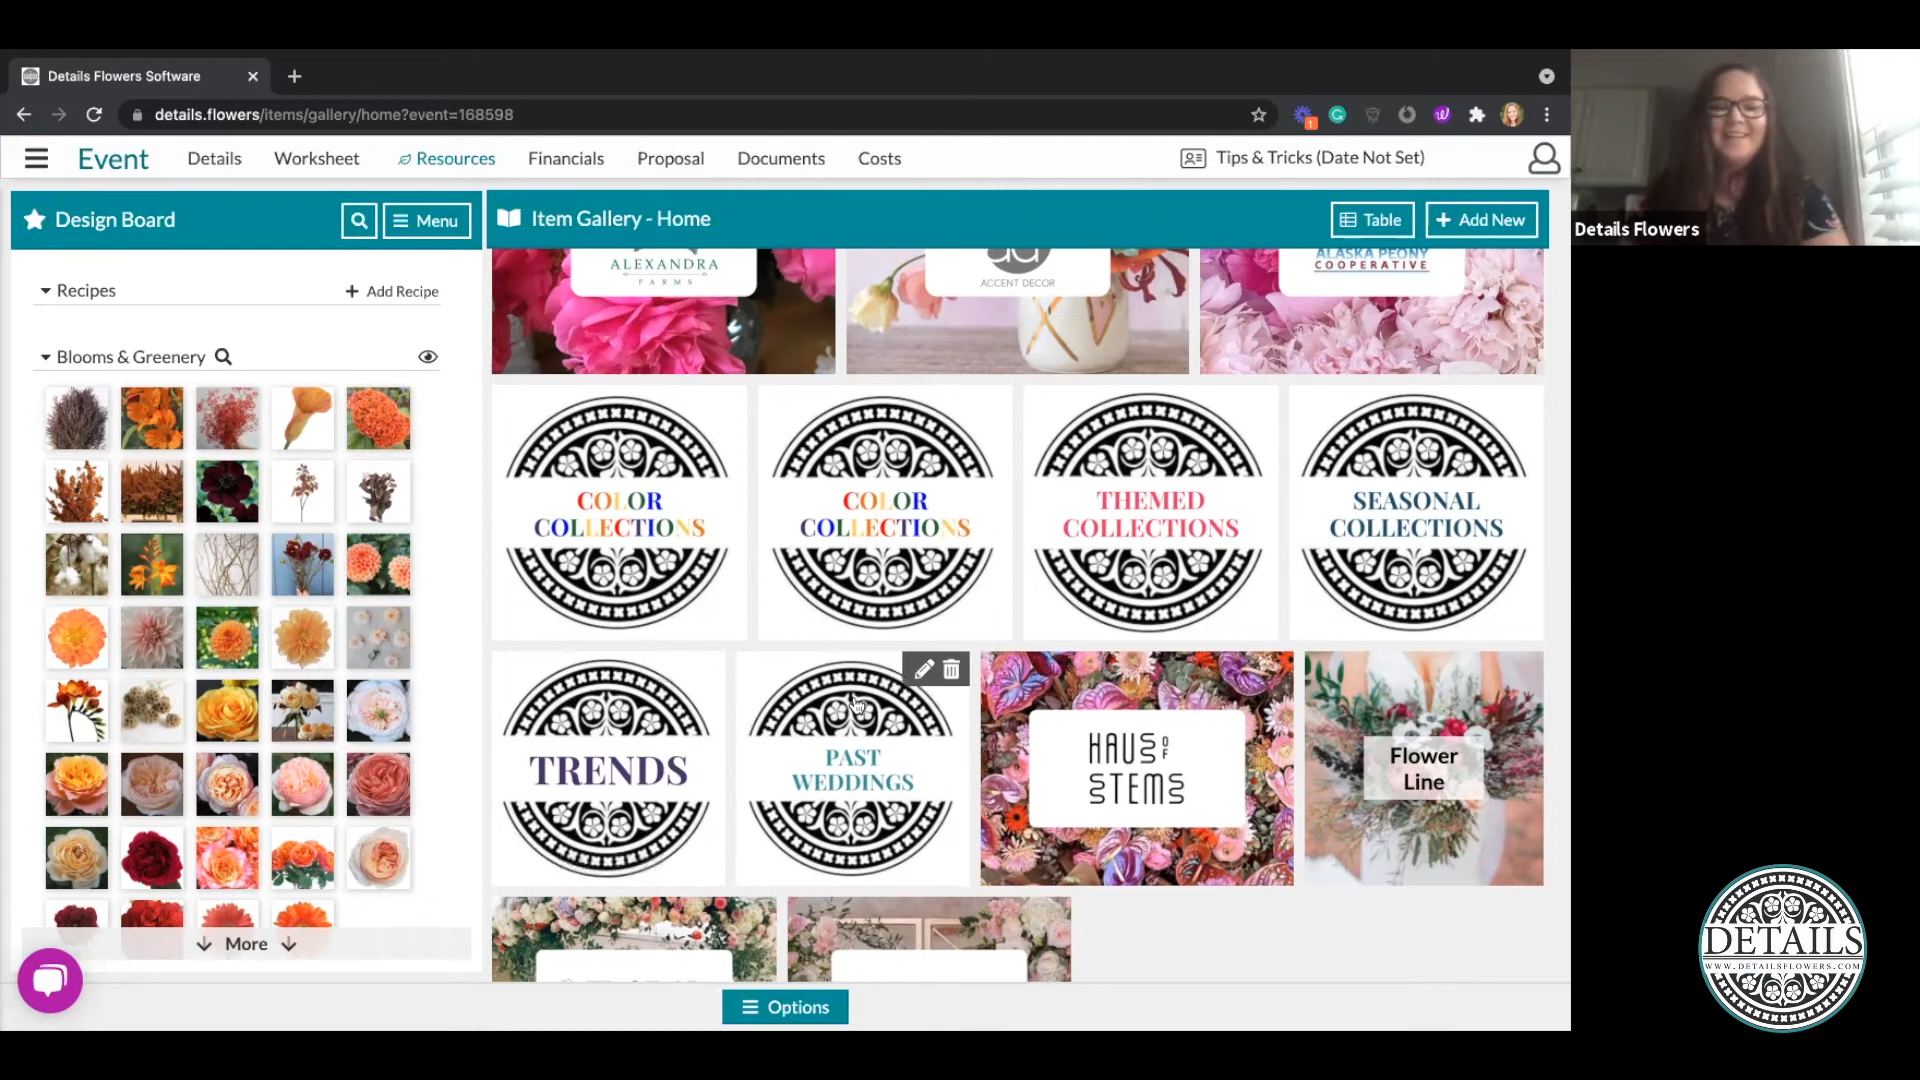 Details Flowers Software
details.flowers/items/gallery/home?event=168598
1
Event
Details
Worksheet
Resources
Financials
Proposal
Documents
Costs
Tips & Tricks (Date Not Set)
Details Flowers
Design Board
Menu
Item Gallery - Home
Table
+ Add New
Recipes
+ Add Recipe
Blooms & Greenery
More
ALEXANDRA
FARMS
ad
ACCENT DECOR
ALASKA PEONY
COOPERATIVE
COLOR
COLLECTIONS
COLOR
COLLECTIONS
THEMED
COLLECTIONS
SEASONAL
COLLECTIONS
TRENDS
PAST
WEDDINGS
HAUS OF
STEMS
Flower
Line
Options
DETAILS
WWW.DETAILSFLOWERS.COM